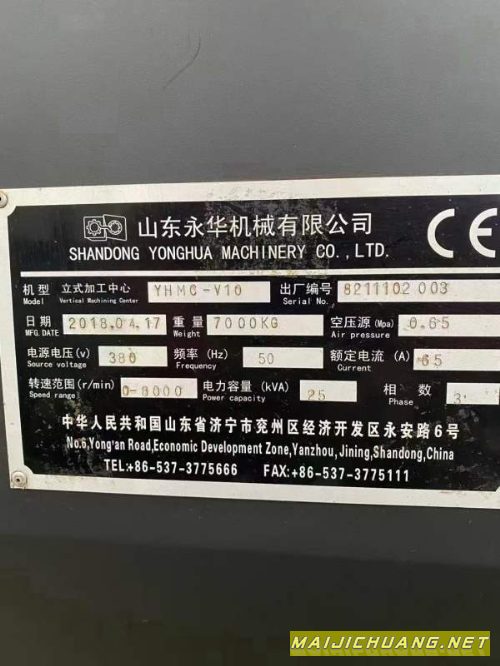 山东永华机械有限公司
SHANDONG YONGHUA MACHINERY CO.,LTD.
CE
机型 立式加工中心 YHMC-V10 出厂编号 8211102 003
Model Vertical Machining Center Serial No.
日期 2018.04.17 重量 7000KG 空压源 (Mpa) 0.65
MFG.DATE Weight Air pressure
电源电压(v) 380 频率 (Hz) 50 额定电流 (A) 65
Source voltage Frequency Current
转速范围(r/min) 0-8000 电力容量(kVA) 25 相 数 3
Speed range Power capacity Phase
中华人民共和国山东省济宁市兖州区经济开发区永安路6号
No.6,Yong'an Road,Economic Development Zone,Yanzhou,Jining,Shandong,China
TEL:+86-537-3775666 FAX:+86-537-3775111
MAIJICHUANG.NET